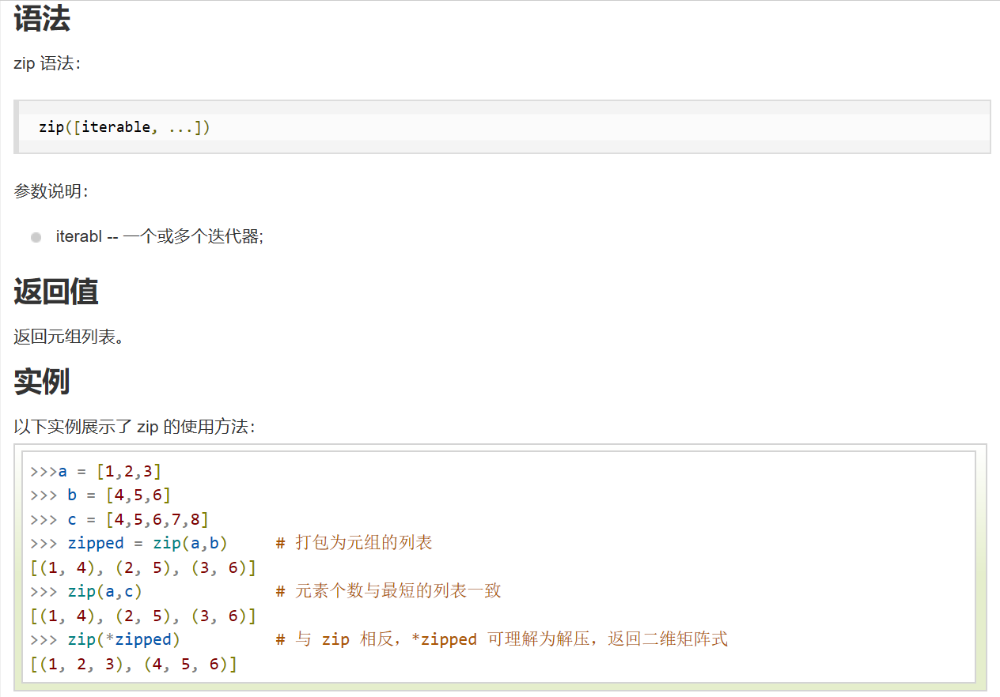 语法
zip 语法：
zip([iterable, ...])
参数说明：
iterabl -- 一个或多个迭代器;
返回值
返回元组列表。
实例
以下实例展示了 zip 的使用方法：
>>>a = [1,2,3]
>>> b = [4,5,6]
>>> c = [4,5,6,7,8]
>>> zipped = zip(a,b)     # 打包为元组的列表
[(1, 4), (2, 5), (3, 6)]
>>> zip(a,c)              # 元素个数与最短的列表一致
[(1, 4), (2, 5), (3, 6)]
>>> zip(*zipped)          # 与 zip 相反，*zipped 可理解为解压，返回二维矩阵式
[(1, 2, 3), (4, 5, 6)]